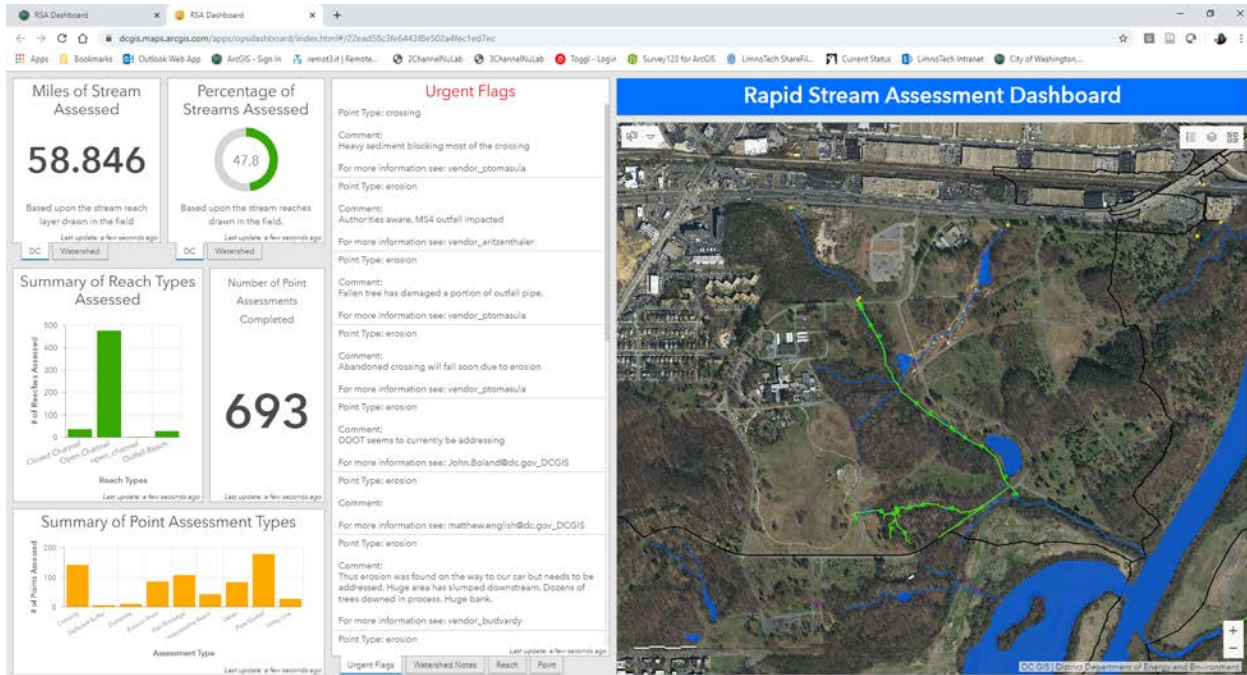 RSA Dashboard
RSA Dashboard
dcgis.maps.arcgis.com/apps/opsdashboard/index.html#/22ead58c3fe6443f8e502a4fec1ed7ec
Apps Bookmarks Outlook Web App ArcGIS - Sign In remot3.it | Remote... 2ChannelNuLab 3ChannelNuLab Toggl - Login Survey123 for ArcGIS LimnoTech ShareFil... Current Status LimnoTech Intranet City of Washington,...
Miles of Stream
Assessed
58.846
Based upon the stream reach
layer drawn in the field
Last update: a few seconds ago
DC Watershed
Percentage of
Streams Assessed
47.8
Based upon the stream reaches
drawn in the field.
Last update: a few seconds ago
DC Watershed
Summary of Reach Types
Assessed
# of Reaches Assessed
500
400
300
200
100
0
Closed Channel
Open Channel
open_channel
Outfall Reach
Reach Types
Last update: a few seconds ago
Number of Point
Assessments
Completed
693
Last update: a few seconds ago
Summary of Point Assessment Types
# of Points Assessed
200
100
0
Crossing
Deficient Buffer
Dumping
Erosion Point
Inaccessible Reach
Other
Pipe/Outfall
Utility Line
Assessment Type
Last update: a few seconds ago
Urgent Flags
Point Type: crossing
Comment:
Heavy sediment blocking most of the crossing
For more information see: vendor_ptomasula
Point Type: erosion
Comment:
Authorities aware, MS4 outfall impacted
For more information see: vendor_aritzenthaler
Point Type: erosion
Comment:
Fallen tree has damaged a portion of outfall pipe.
For more information see: vendor_ptomasula
Point Type: erosion
Comment:
Abandoned crossing will fall soon due to erosion
For more information see: vendor_ptomasula
Point Type: erosion
Comment:
DDOT seems to currently be addressing
For more information see: John.Boland@dc.gov_DCGIS
Point Type: erosion
Comment:
For more information see: matthew.english@dc.gov_DCGIS
Point Type: erosion
Comment:
Thus erosion was found on the way to our car but needs to be
addressed. Huge area has slumped downstream. Dozens of
trees downed in process. Huge bank.
For more information see: vendor_budvardy
Point Type: erosion
Last update: a few seconds ago
Urgent Flags Watershed Notes Reach Point
Rapid Stream Assessment Dashboard
DC GIS | District Department of Energy and Environment